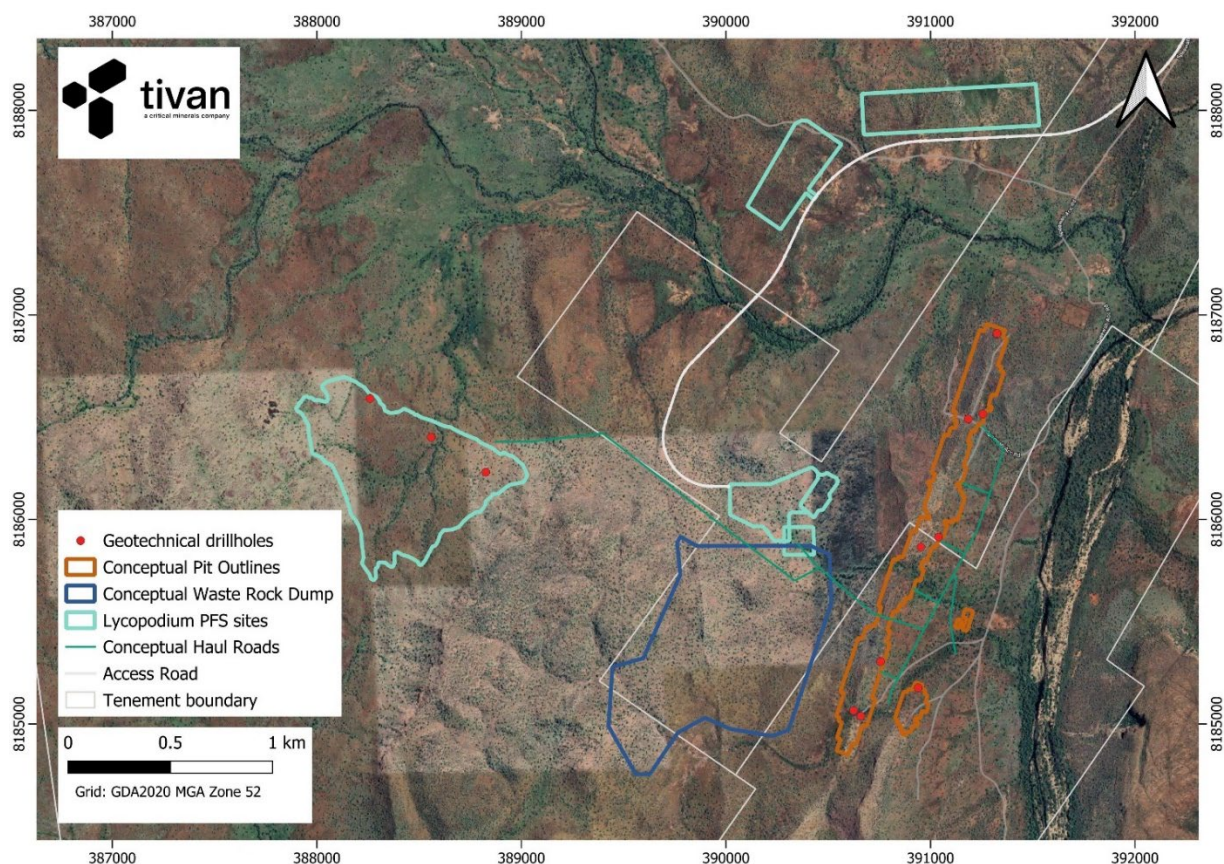 387000 388000 389000 390000 391000 392000
tivan
a critical minerals company
8188000 8188000
8187000 8187000
8186000 8186000
8185000 8185000
Geotechnical drillholes
Conceptual Pit Outlines
Conceptual Waste Rock Dump
Lycopodium PFS sites
Conceptual Haul Roads
Access Road
Tenement boundary
0 0.5 1 km
Grid: GDA2020 MGA Zone 52
387000 388000 389000 390000 391000 392000